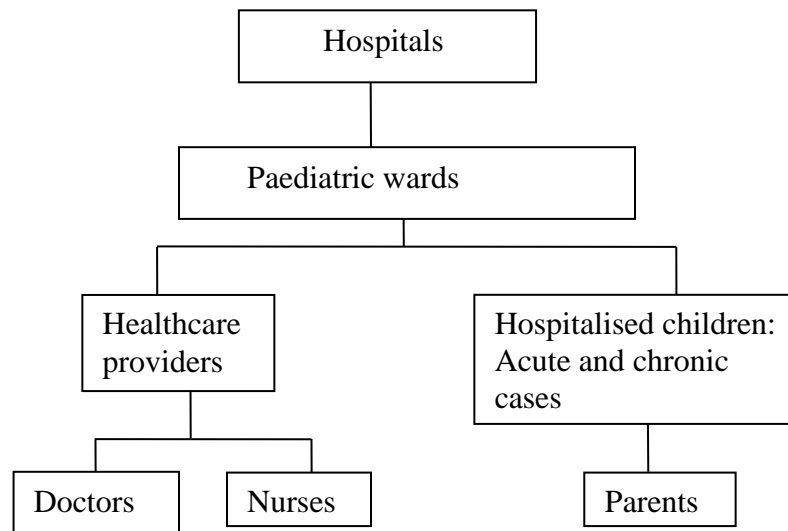 Hospitals
Paediatric wards
Healthcare
providers
Hospitalised children:
Acute and chronic
cases
Doctors
Nurses
Parents